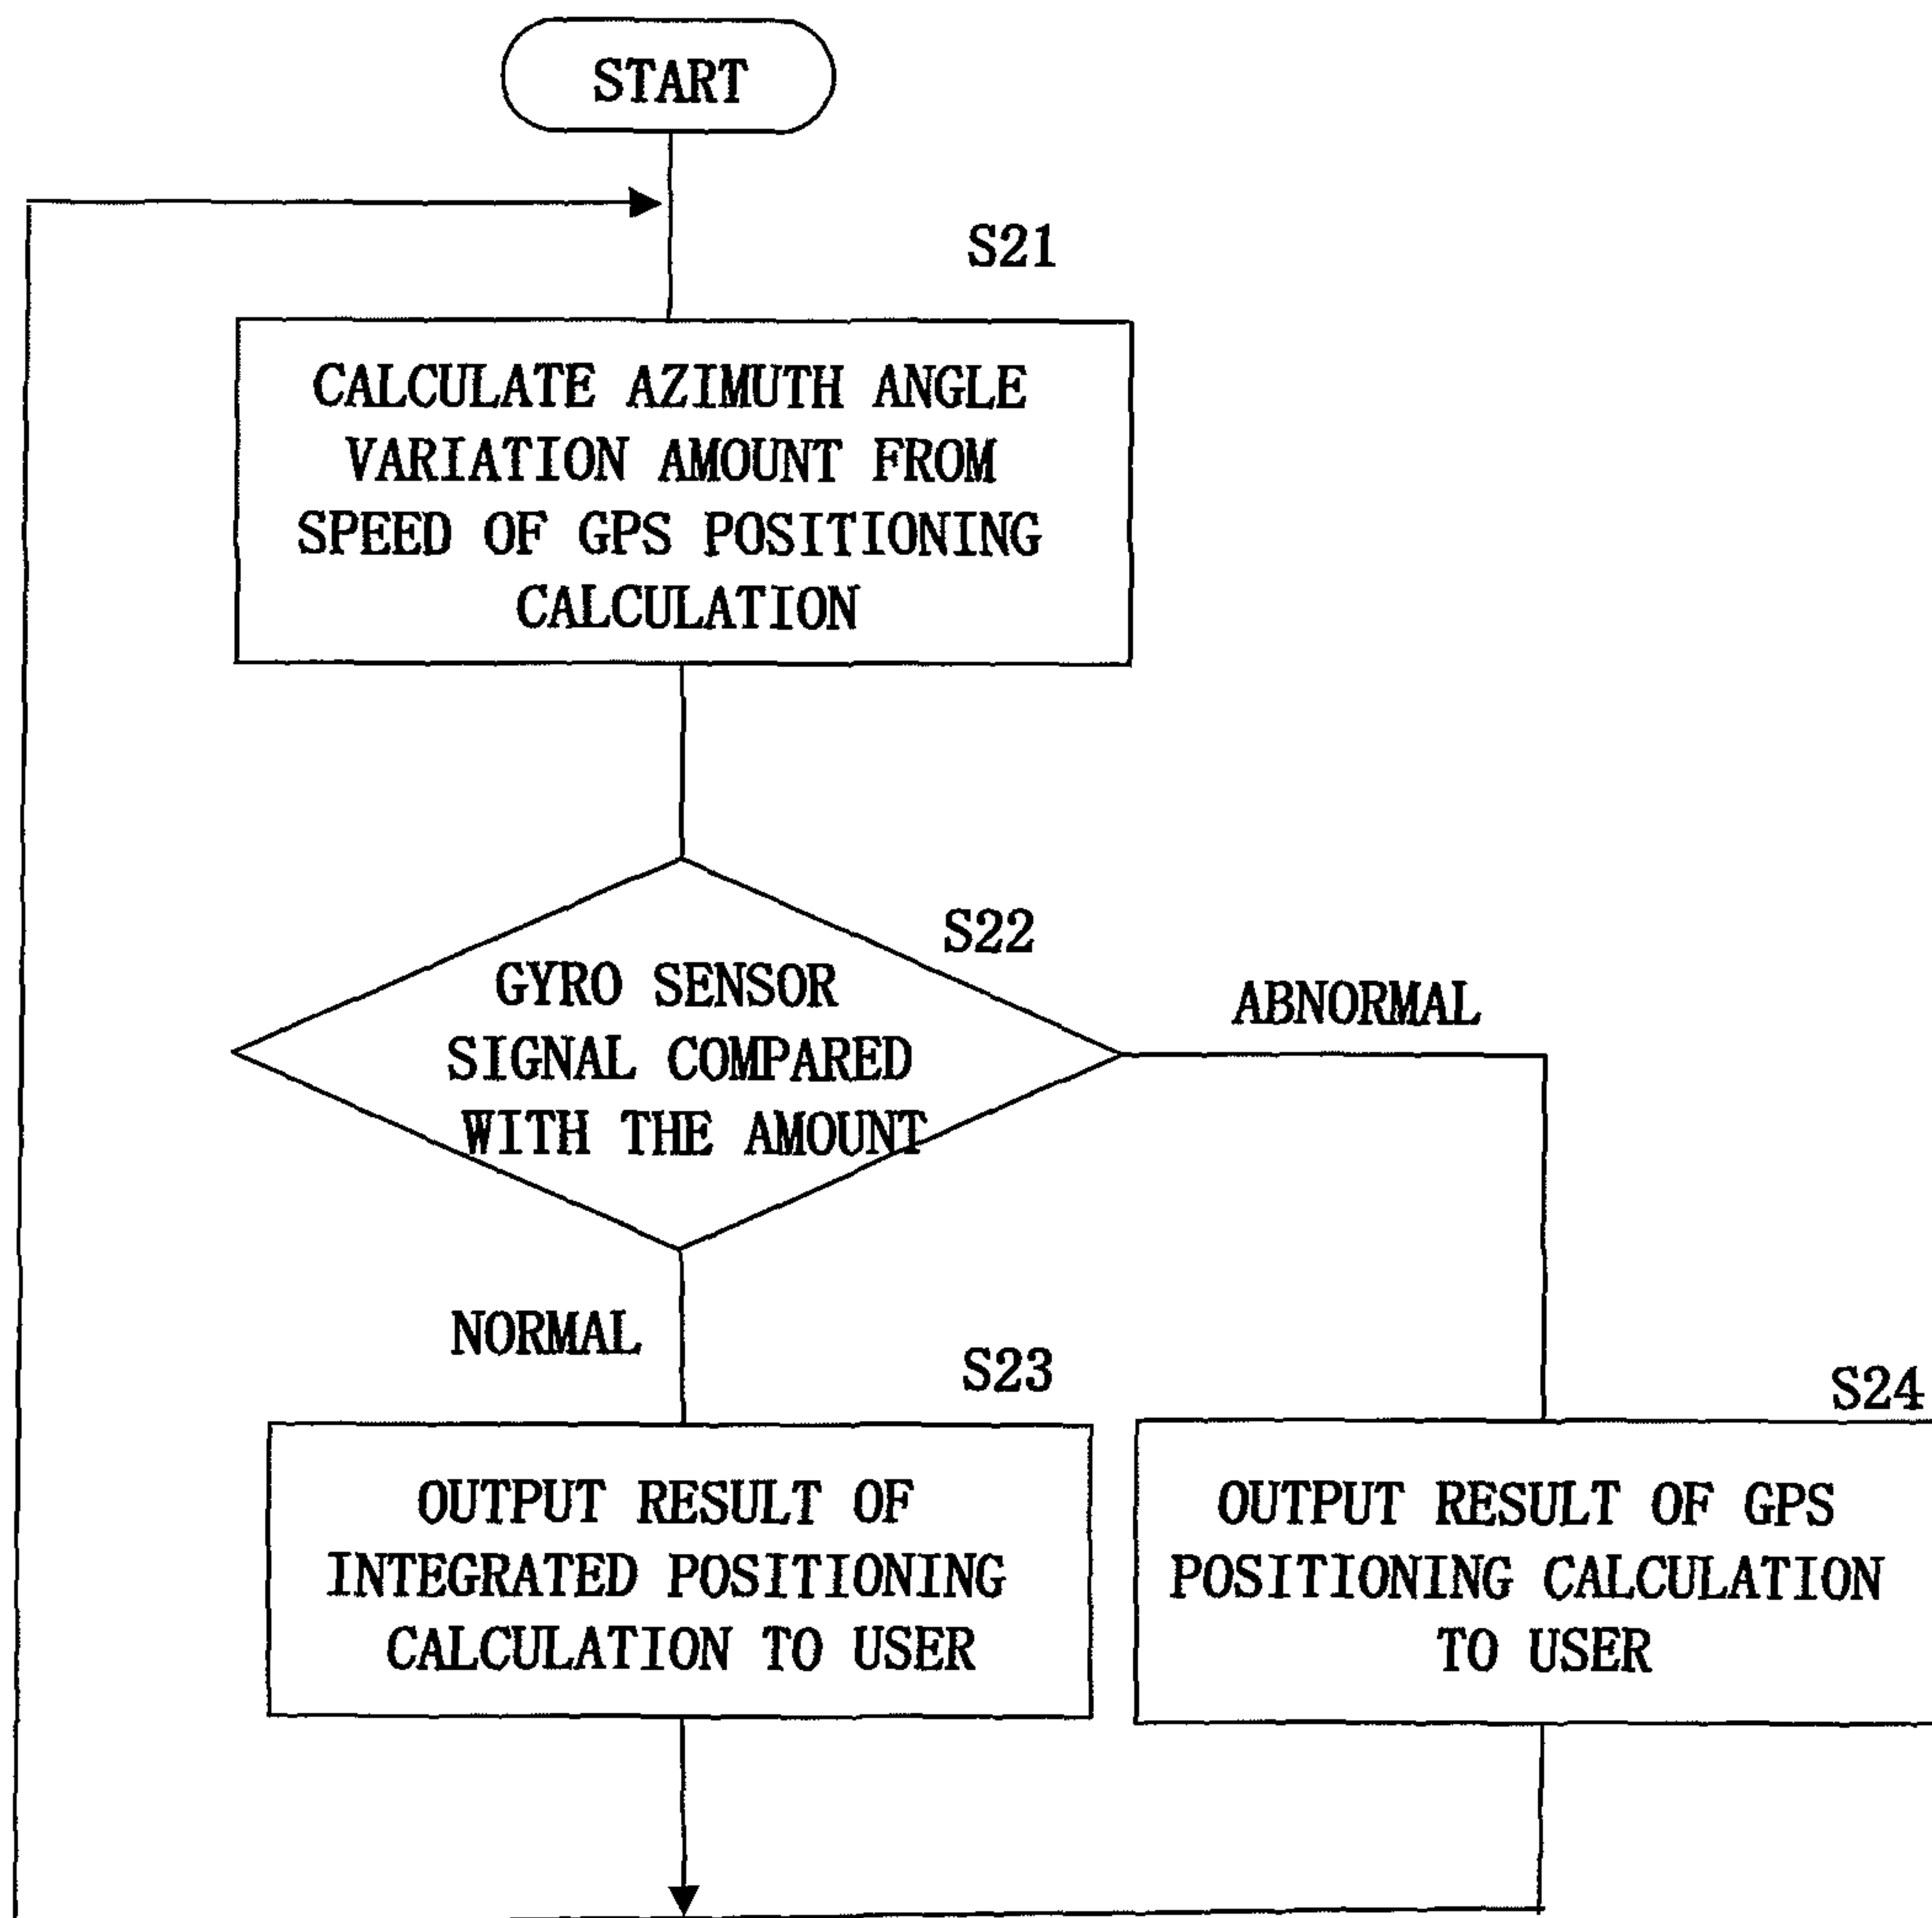 START
S21
CALCULATE AZIMUTH ANGLE
VARIATION AMOUNT FROM
SPEED OF GPS POSITIONING
CALCULATION
S22
GYRO SENSOR
SIGNAL COMPARED
WITH THE AMOUNT
ABNORMAL
NORMAL
S23
S24
OUTPUT RESULT OF
INTEGRATED POSITIONING
CALCULATION TO USER
OUTPUT RESULT OF GPS
POSITIONING CALCULATION
TO USER